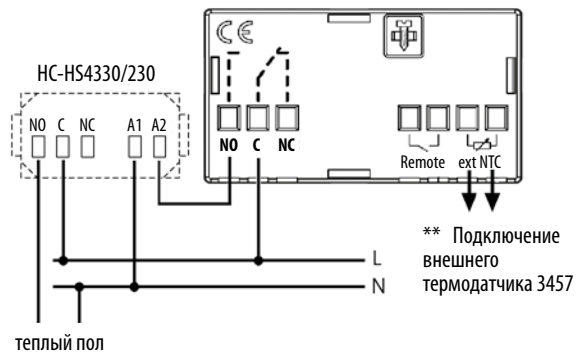 CE
HC-HS4330/230
NO C NC A1 A2
NO C NC
Remote ext NTC
** Подключение
внешнего
термодатчика 3457
L
N
теплый пол